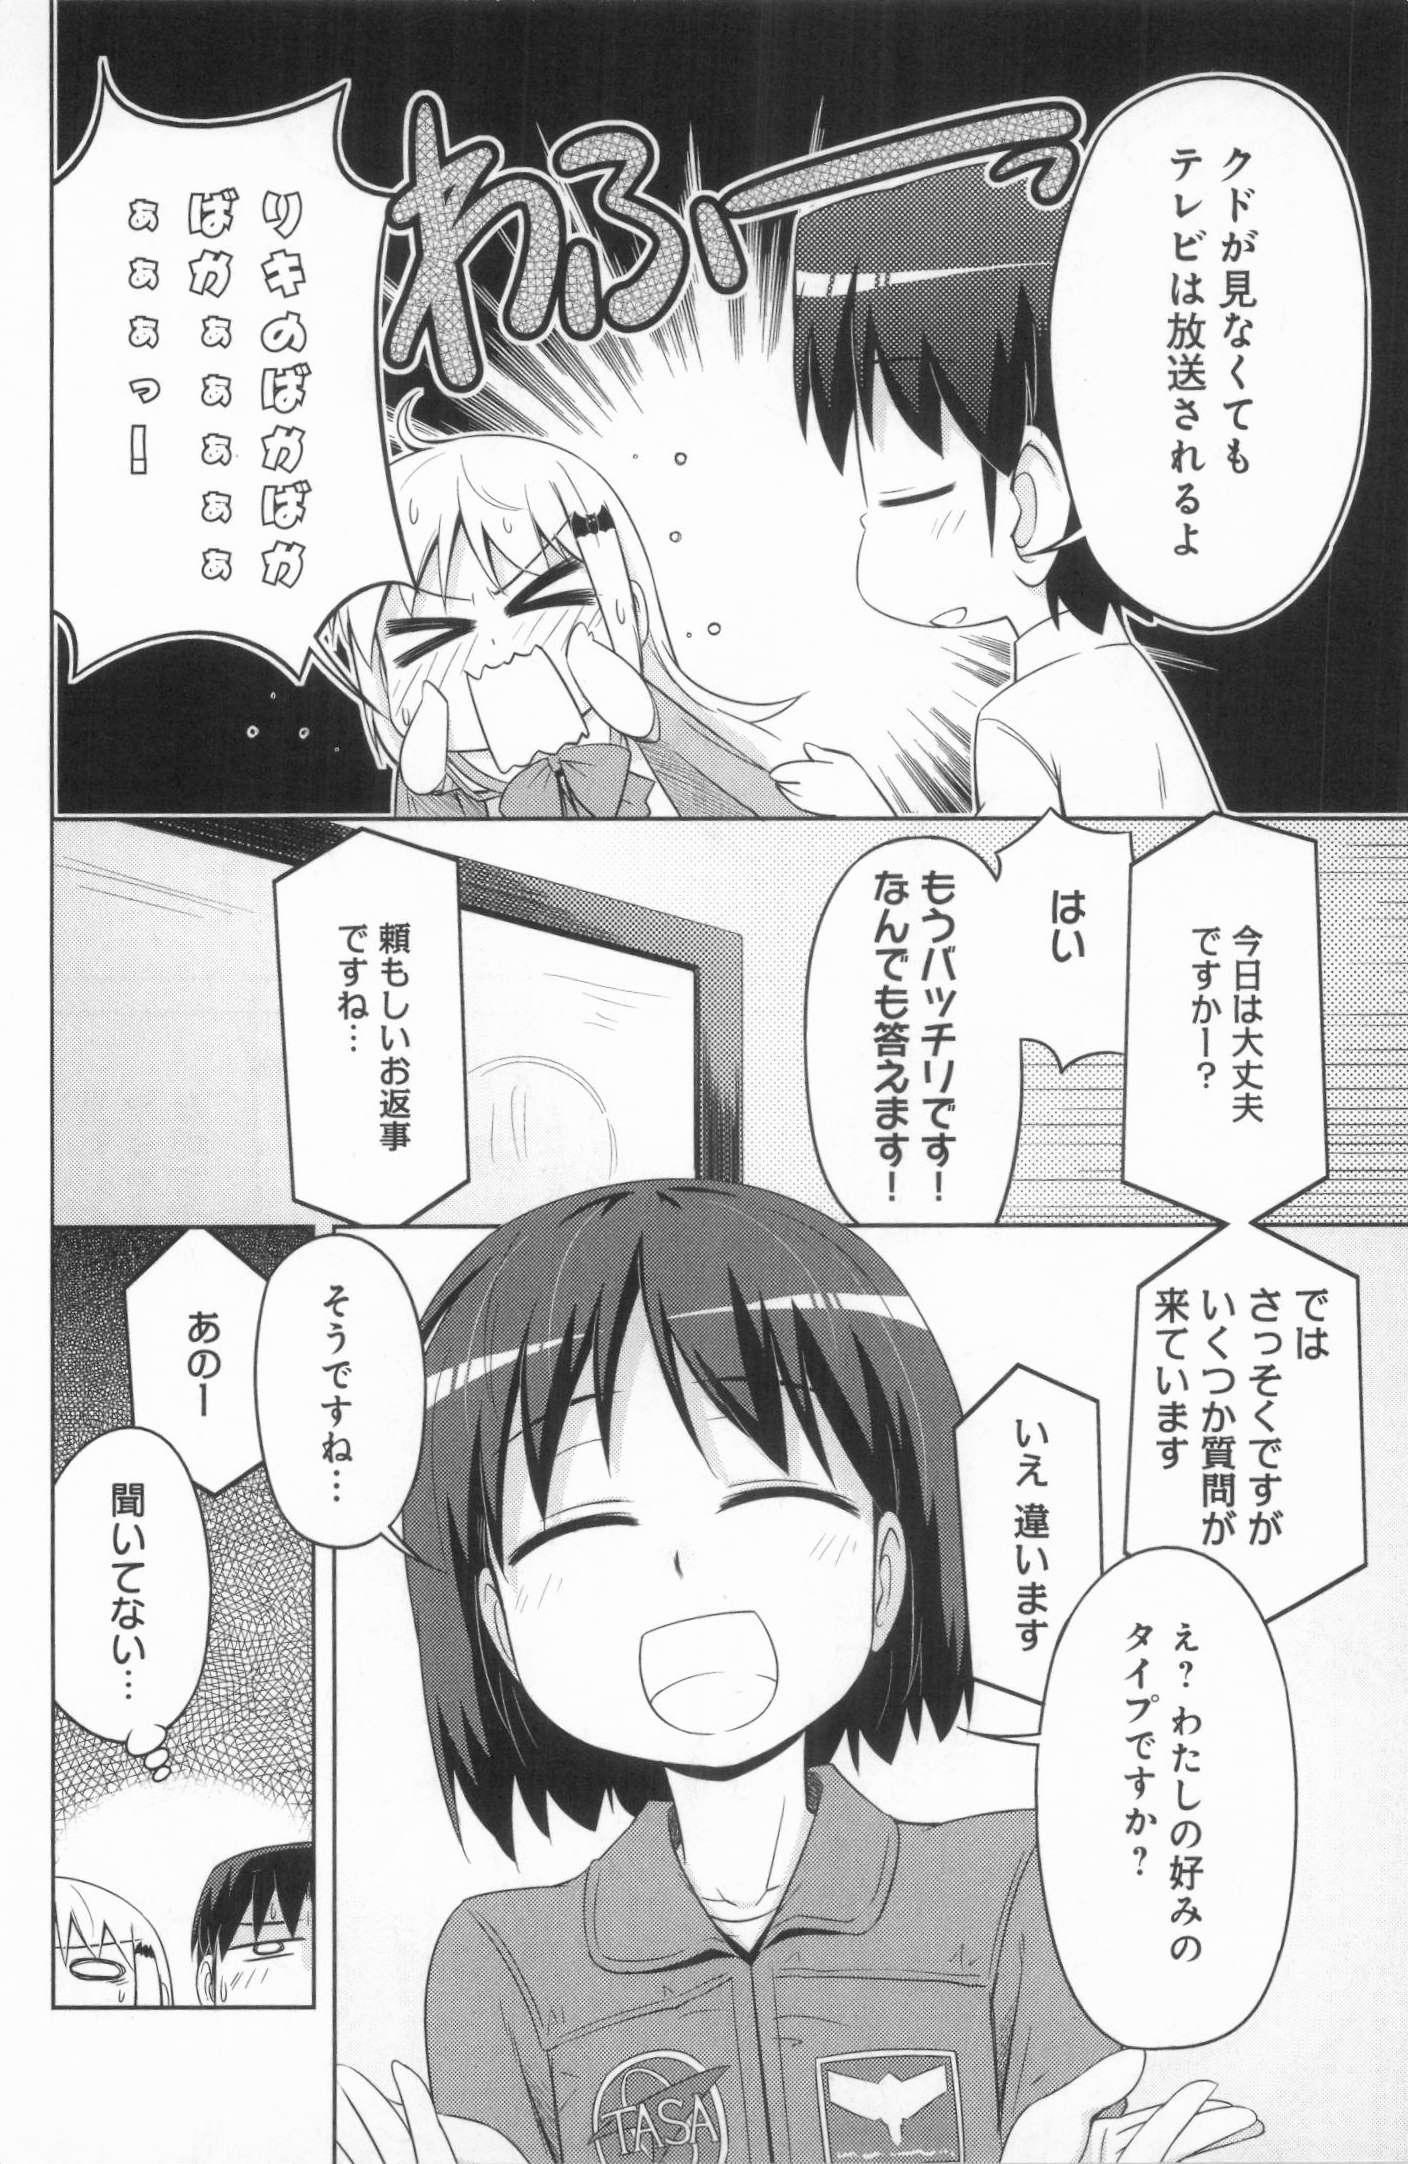 クドが見なくても
テレビは放送されるよ
わふーっ
りキのばかばか
ばかぁぁぁぁぁ
ぁぁぁぁっ!
今日は大丈夫
ですかー?
はい
もうバッチリです!
なんでも答えます!
頼もしいお返事
ですね…
では
さっそくですが
いくつか質問が
来ています
え? わたしの好みの
タイプですか?
いえ 違います
そうですね…
TASA
あのー
聞いてない…